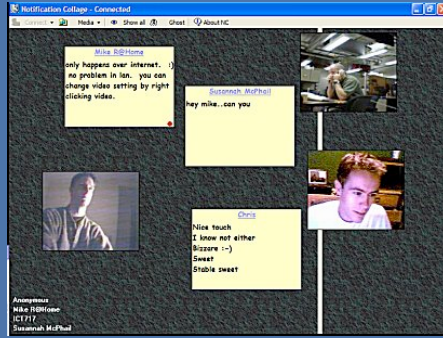 Notification Collage - Connected
Connect Media Show all Ghost About NC
Mike R@Home
only happens over internet. :)
no problem in lan. you can
change video setting by right
clicking video.
Susannah McPhail
hey mike..can you
Chris
Nice touch
I know not either
Bizzare :-)
Sweet
Stable sweet
Anonymous
Mike R@Home
ICT717
Susannah McPhail